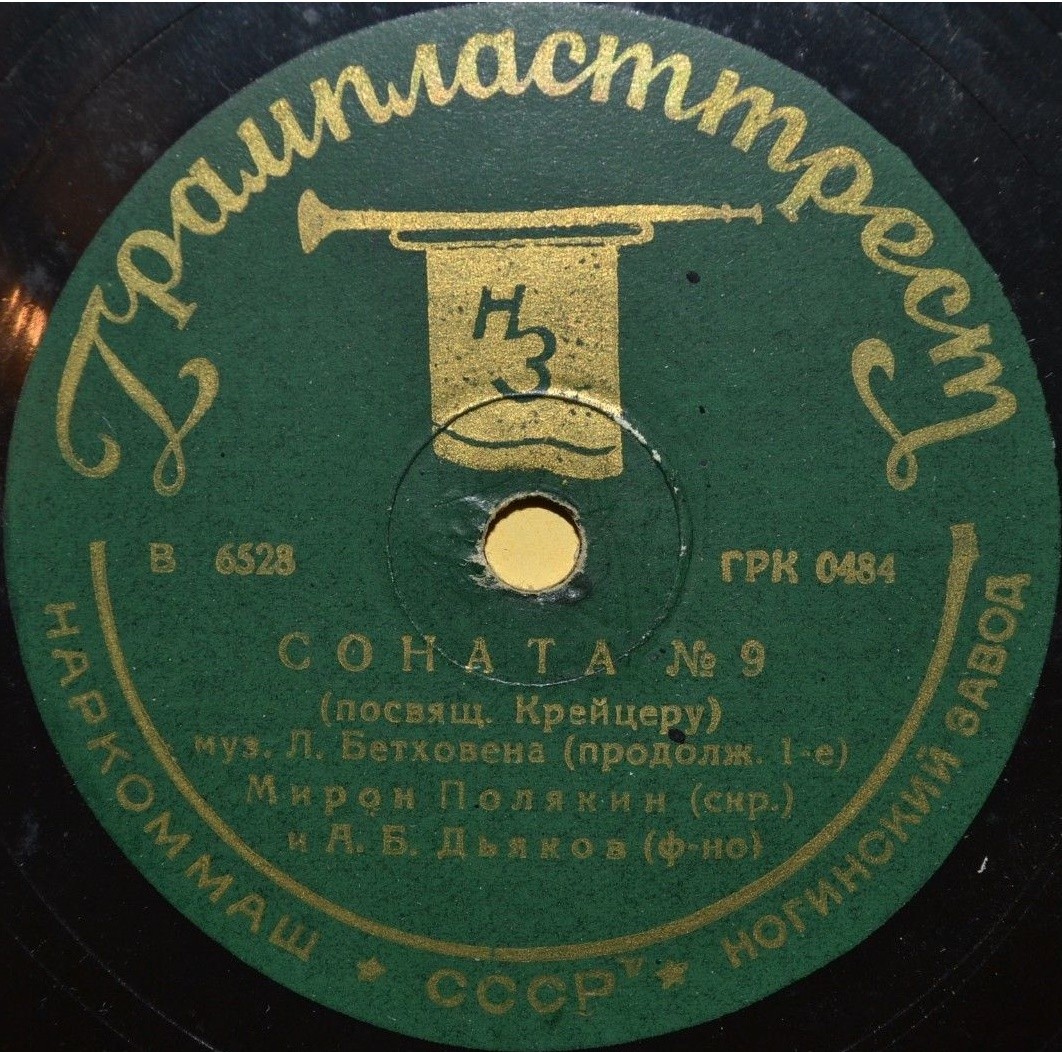 Грампласттрест
НЗ
В 6528
ГРК 0484
СОНАТА № 9
(посвящ. Крейцеру)
муз. Л. Бетховена (продолж. 1-е)
Мирон Полякин (скр.)
и А. Б. Дьяков (ф-но)
НАРКОММАШ ★ СССР ★ НОГИНСКИЙ ЗАВОД